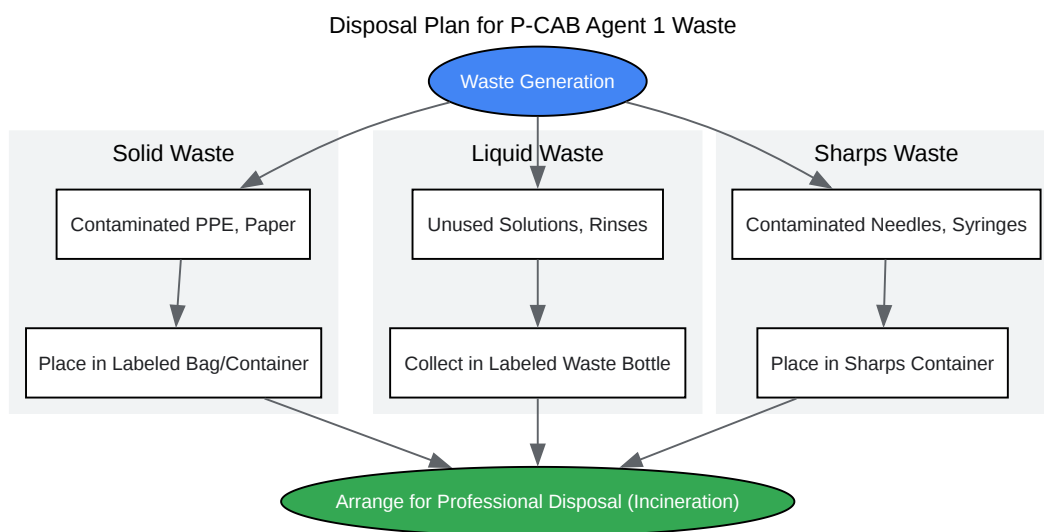 Disposal Plan for P-CAB Agent 1 Waste
Waste Generation
Solid Waste
Liquid Waste
Sharps Waste
Contaminated PPE, Paper
Unused Solutions, Rinses
Contaminated Needles, Syringes
Place in Labeled Bag/Container
Collect in Labeled Waste Bottle
Place in Sharps Container
Arrange for Professional Disposal (Incineration)